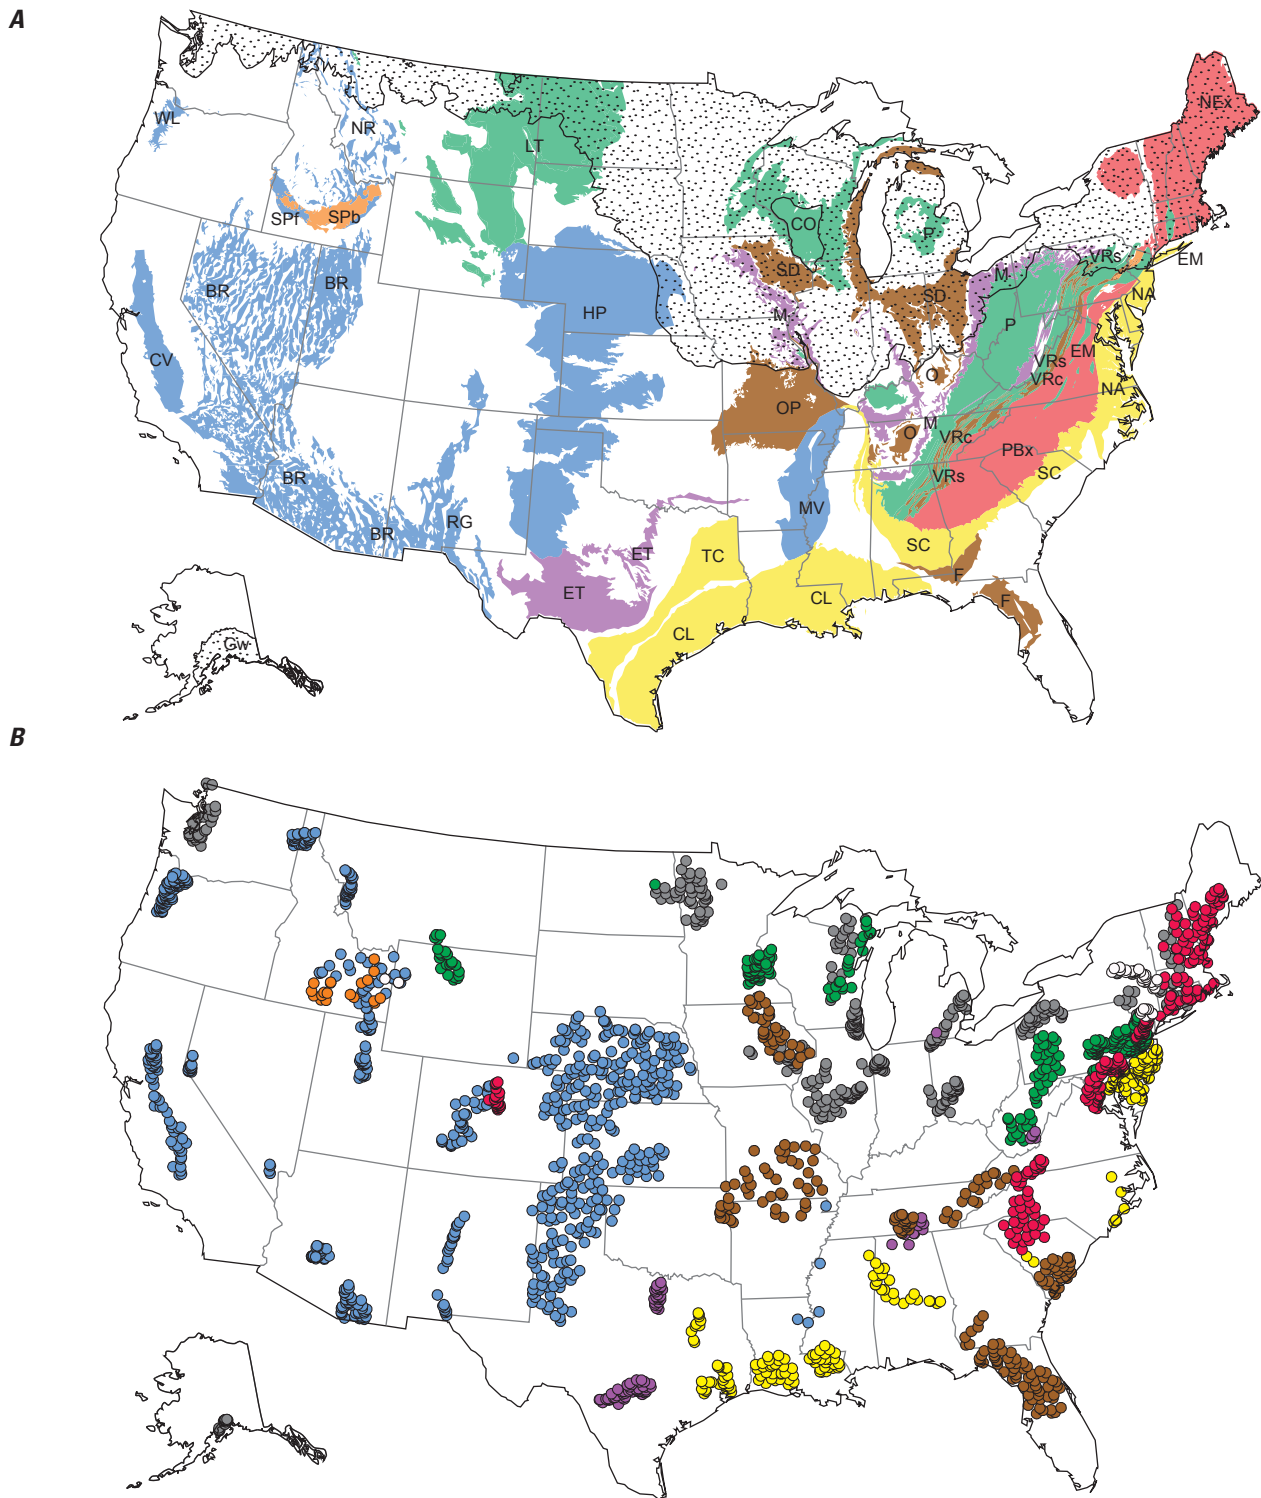 A
NEx
WL
NR
LT
SPf
SPb
CO
P
VRs
EM
SD
M
NA
BR
BR
HP
SD
M
P
EM
CV
VRs
VRc
O
NA
OP
M
O
VRc
PBx
BR
VRs
SC
MV
RG
BR
ET
TC
SC
F
ET
CL
F
CL
Gw
B